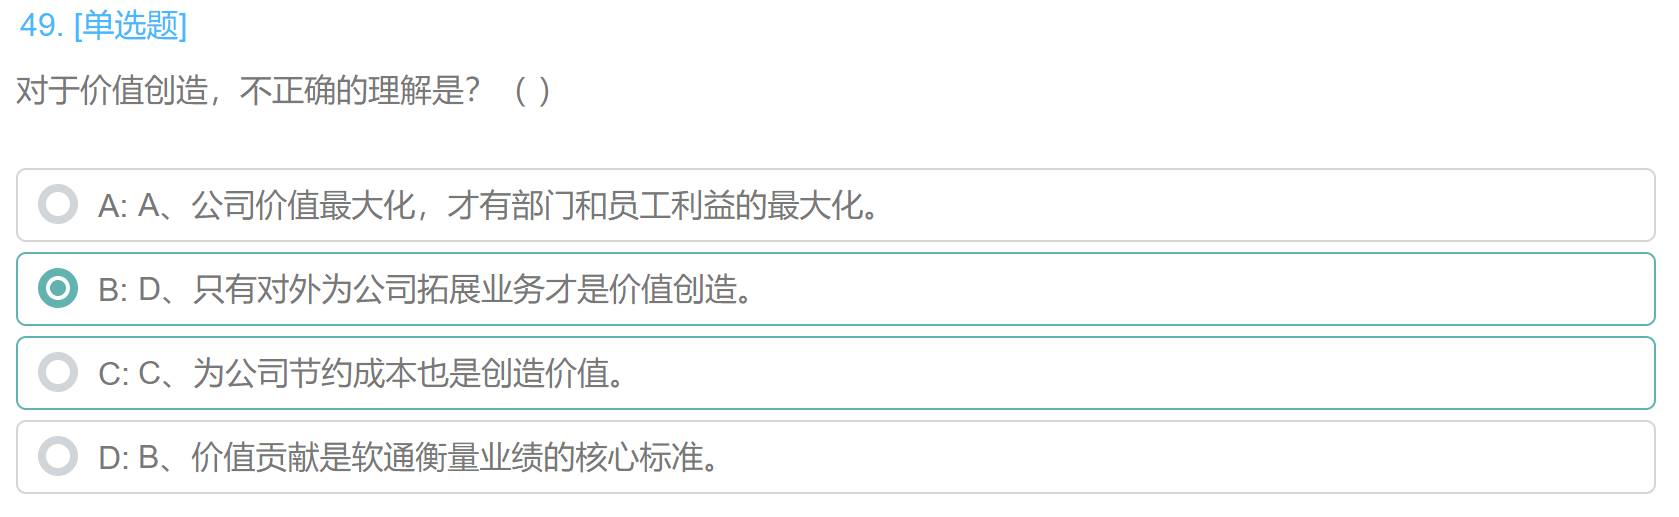 49. [单选题]
对于价值创造，不正确的理解是？（ ）
A: A、公司价值最大化，才有部门和员工利益的最大化。
B: D、只有对外为公司拓展业务才是价值创造。
C: C、为公司节约成本也是创造价值。
D: B、价值贡献是软通衡量业绩的核心标准。